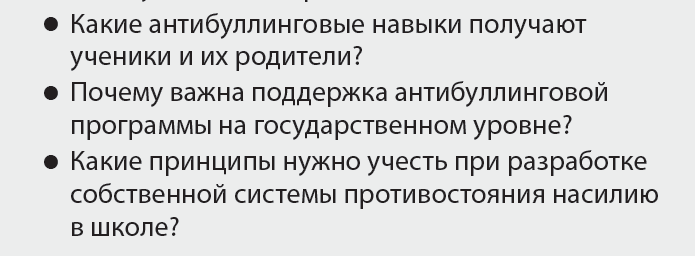 ● Какие антибуллинговые навыки получают
ученики и их родители?
● Почему важна поддержка антибуллинговой
программы на государственном уровне?
● Какие принципы нужно учесть при разработке
собственной системы противостояния насилию
в школе?